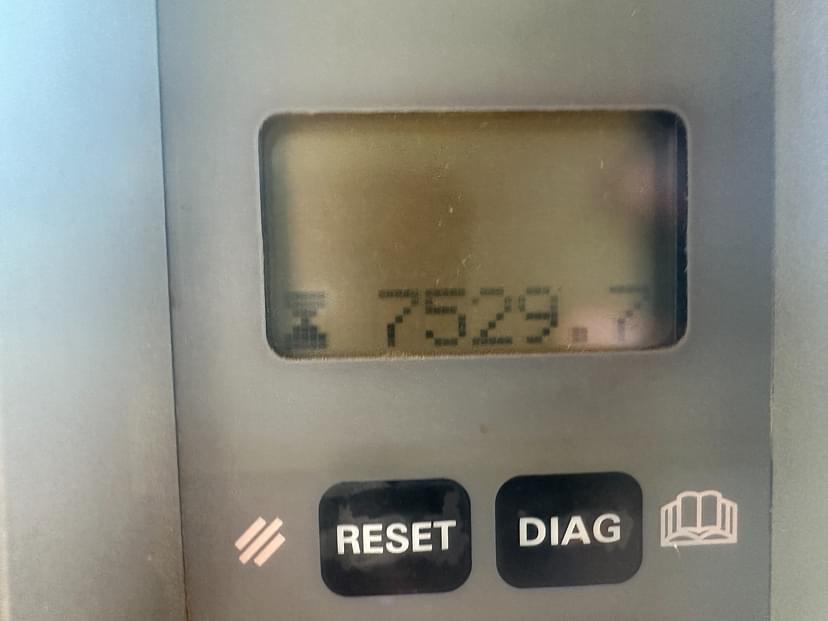 7529.7
RESET
DIAG